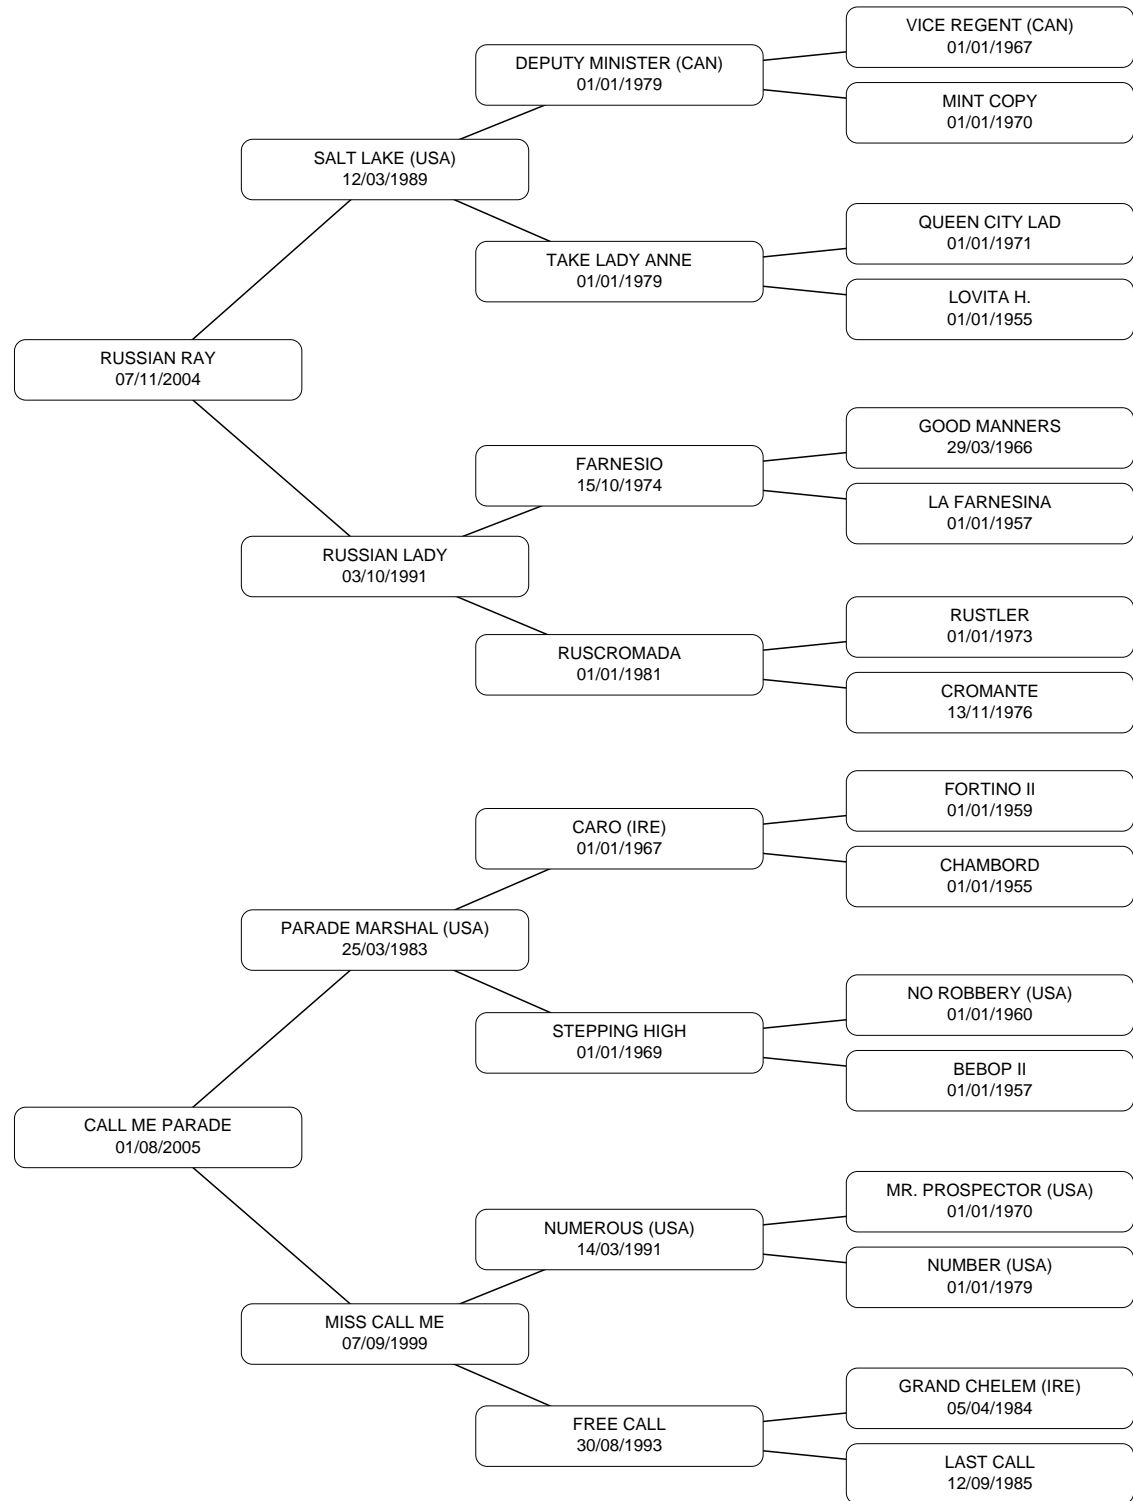 VICE REGENT (CAN)
01/01/1967
DEPUTY MINISTER (CAN)
01/01/1979
MINT COPY
01/01/1970
SALT LAKE (USA)
12/03/1989
QUEEN CITY LAD
01/01/1971
TAKE LADY ANNE
01/01/1979
LOVITA H.
01/01/1955
RUSSIAN RAY
07/11/2004
GOOD MANNERS
29/03/1966
FARNESIO
15/10/1974
LA FARNESINA
01/01/1957
RUSSIAN LADY
03/10/1991
RUSTLER
01/01/1973
RUSCROMADA
01/01/1981
CROMANTE
13/11/1976
FORTINO II
01/01/1959
CARO (IRE)
01/01/1967
CHAMBORD
01/01/1955
PARADE MARSHAL (USA)
25/03/1983
NO ROBBERY (USA)
01/01/1960
STEPPING HIGH
01/01/1969
BEBOP II
01/01/1957
CALL ME PARADE
01/08/2005
MR. PROSPECTOR (USA)
01/01/1970
NUMEROUS (USA)
14/03/1991
NUMBER (USA)
01/01/1979
MISS CALL ME
07/09/1999
GRAND CHELEM (IRE)
05/04/1984
FREE CALL
30/08/1993
LAST CALL
12/09/1985